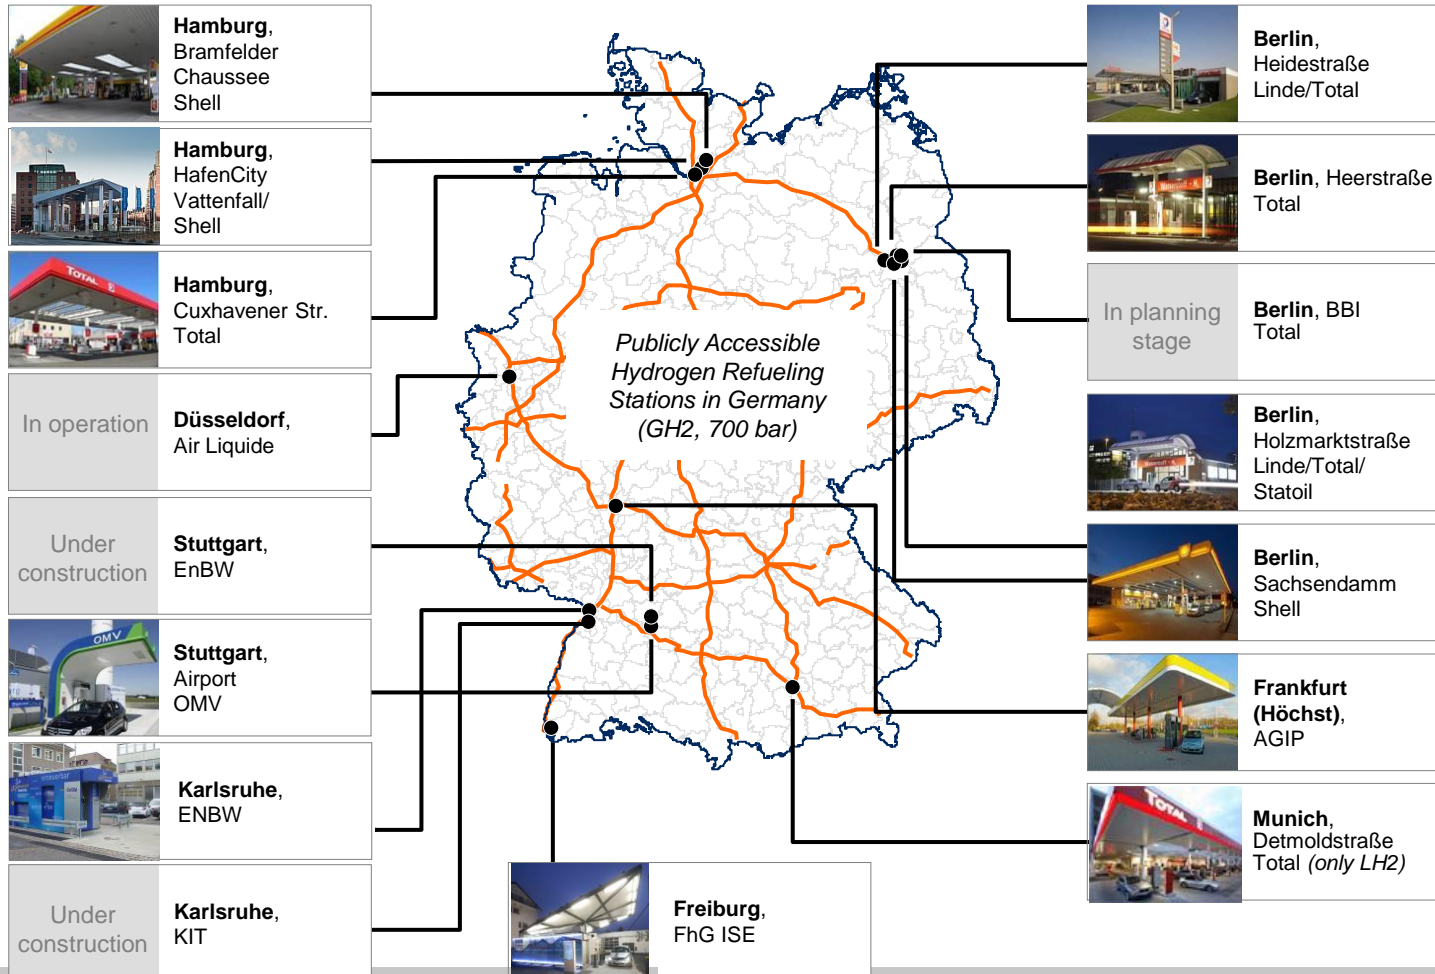 Hamburg,
Bramfelder
Chaussee
Shell
Hamburg,
HafenCity
Vattenfall/
Shell
TOTAL
Hamburg,
Cuxhavener Str.
Total
In operation
Düsseldorf,
Air Liquide
Under
construction
Stuttgart,
EnBW
OMV
Stuttgart,
Airport
OMV
Karlsruhe,
ENBW
Under
construction
Karlsruhe,
KIT
Publicly Accessible
Hydrogen Refueling
Stations in Germany
(GH2, 700 bar)
Freiburg,
FhG ISE
Berlin,
Heidestraße
Linde/Total
Berlin, Heerstraße
Total
In planning
stage
Berlin, BBI
Total
Berlin,
Holzmarktstraße
Linde/Total/
Statoil
Berlin,
Sachsendamm
Shell
Frankfurt
(Höchst),
AGIP
TOTAL
Munich,
Detmoldstraße
Total (only LH2)